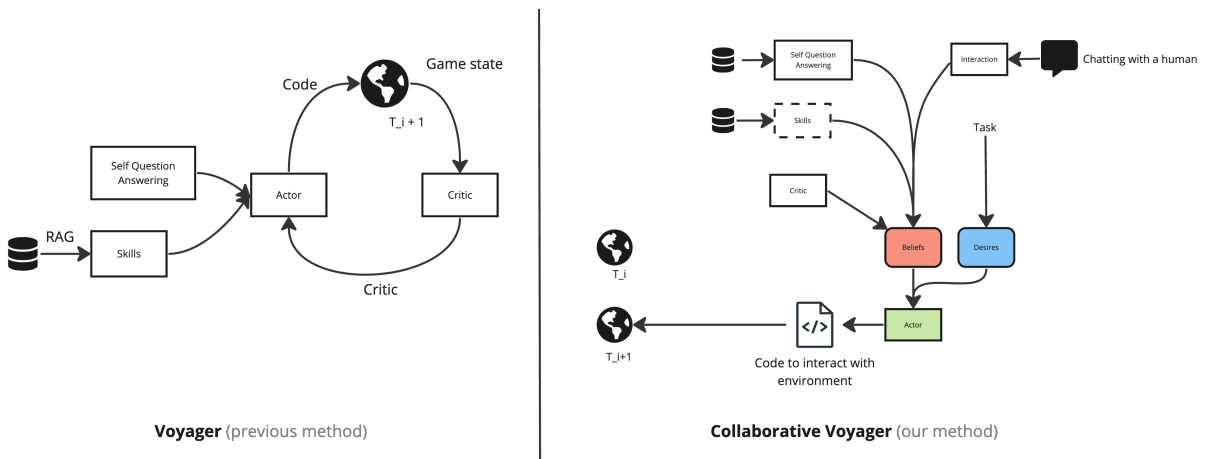 Code
Game state
T_i + 1
Self Question
Answering
Actor
Critic
RAG
Skills
Critic
Voyager (previous method)
Self Question
Answering
Interaction
Chatting with a human
Skills
Task
Critic
Beliefs
Desires
T_i
Actor
</>
T_i+1
Code to interact with
environment
Collaborative Voyager (our method)